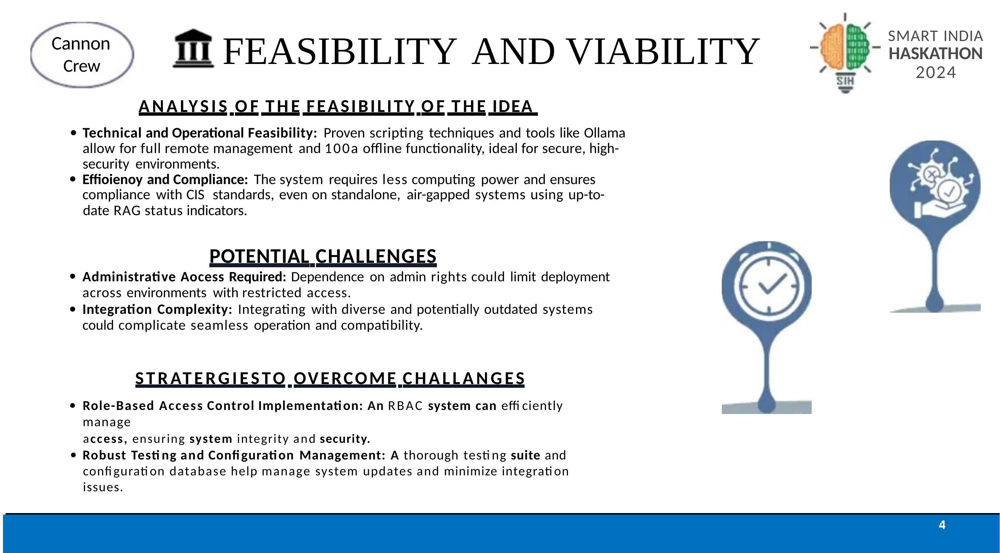 Cannon
Crew
FEASIBILITY AND VIABILITY
SMART INDIA
HASKATHON
2024
SIH
ANALYSIS OF THE FEASIBILITY OF THE IDEA
• Technical and Operational Feasibility: Proven scripting techniques and tools like Ollama
allow for full remote management and 100a offline functionality, ideal for secure, high-
security environments.
• Effioienoy and Compliance: The system requires less computing power and ensures
compliance with CIS standards, even on standalone, air-gapped systems using up-to-
date RAG status indicators.
POTENTIAL CHALLENGES
• Administrative Aocess Required: Dependence on admin rights could limit deployment
across environments with restricted access.
• Integration Complexity: Integrating with diverse and potentially outdated systems
could complicate seamless operation and compatibility.
STRATERGIESTO OVERCOME CHALLANGES
• Role-Based Access Control Implementation: An RBAC system can efficiently
manage
access, ensuring system integrity and security.
• Robust Testing and Configuration Management: A thorough testing suite and
configuration database help manage system updates and minimize integration
issues.
4